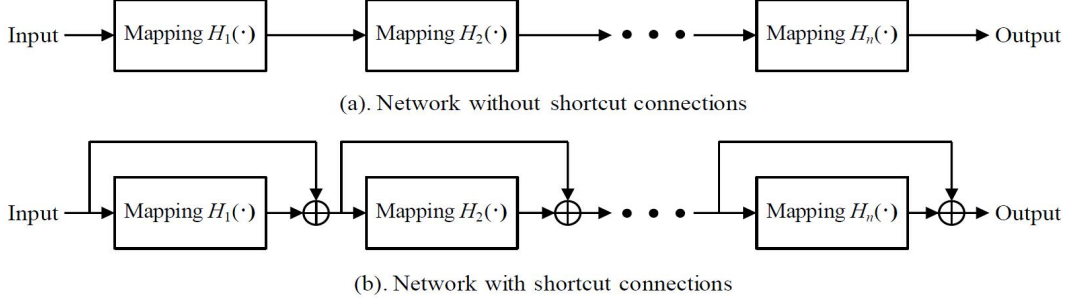 Input Mapping H₁(·) Mapping H₂(·) • • • Mapping Hₙ(·) Output
(a). Network without shortcut connections
Input Mapping H₁(·) Mapping H₂(·) • • • Mapping Hₙ(·) Output
(b). Network with shortcut connections